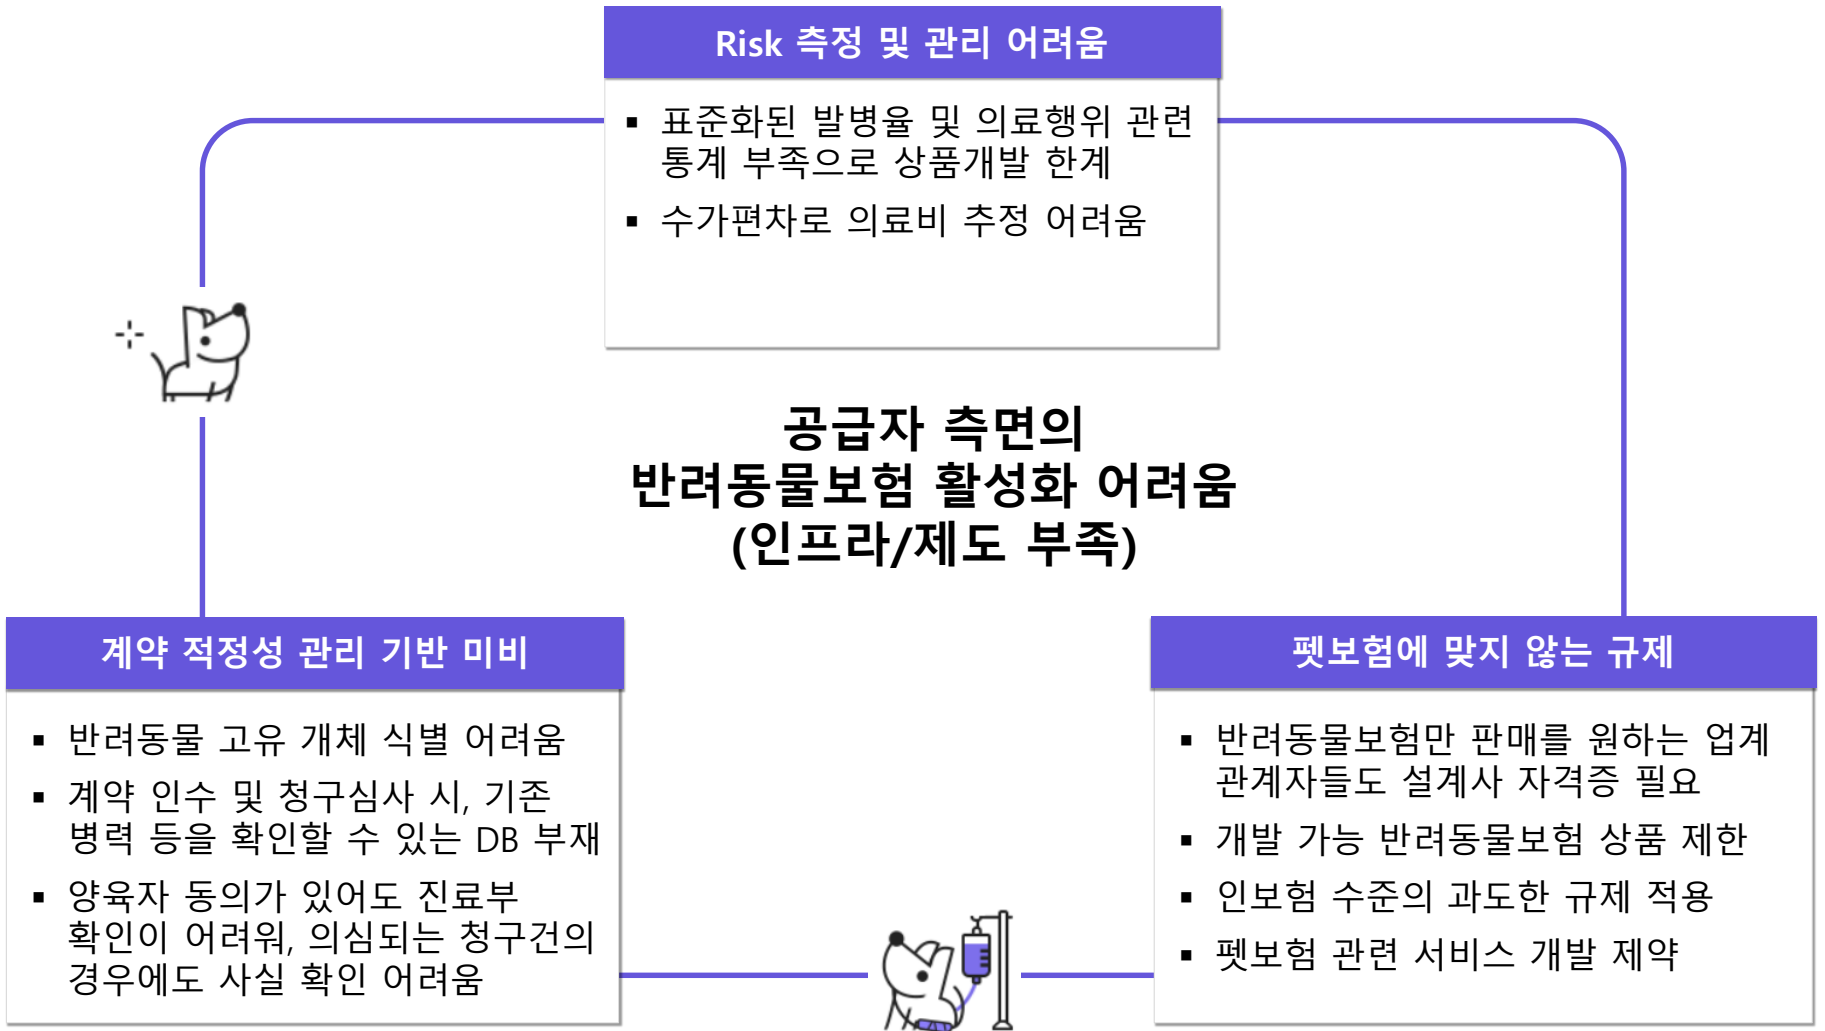 Risk 측정 및 관리 어려움
▪ 표준화된 발병율 및 의료행위 관련
통계 부족으로 상품개발 한계
▪ 수가편차로 의료비 추정 어려움
공급자 측면의
반려동물보험 활성화 어려움
(인프라/제도 부족)
계약 적정성 관리 기반 미비
▪ 반려동물 고유 개체 식별 어려움
▪ 계약 인수 및 청구심사 시, 기존
병력 등을 확인할 수 있는 DB 부재
▪ 양육자 동의가 있어도 진료부
확인이 어려워, 의심되는 청구건의
경우에도 사실 확인 어려움
펫보험에 맞지 않는 규제
▪ 반려동물보험만 판매를 원하는 업계
관계자들도 설계사 자격증 필요
▪ 개발 가능 반려동물보험 상품 제한
▪ 인보험 수준의 과도한 규제 적용
▪ 펫보험 관련 서비스 개발 제약